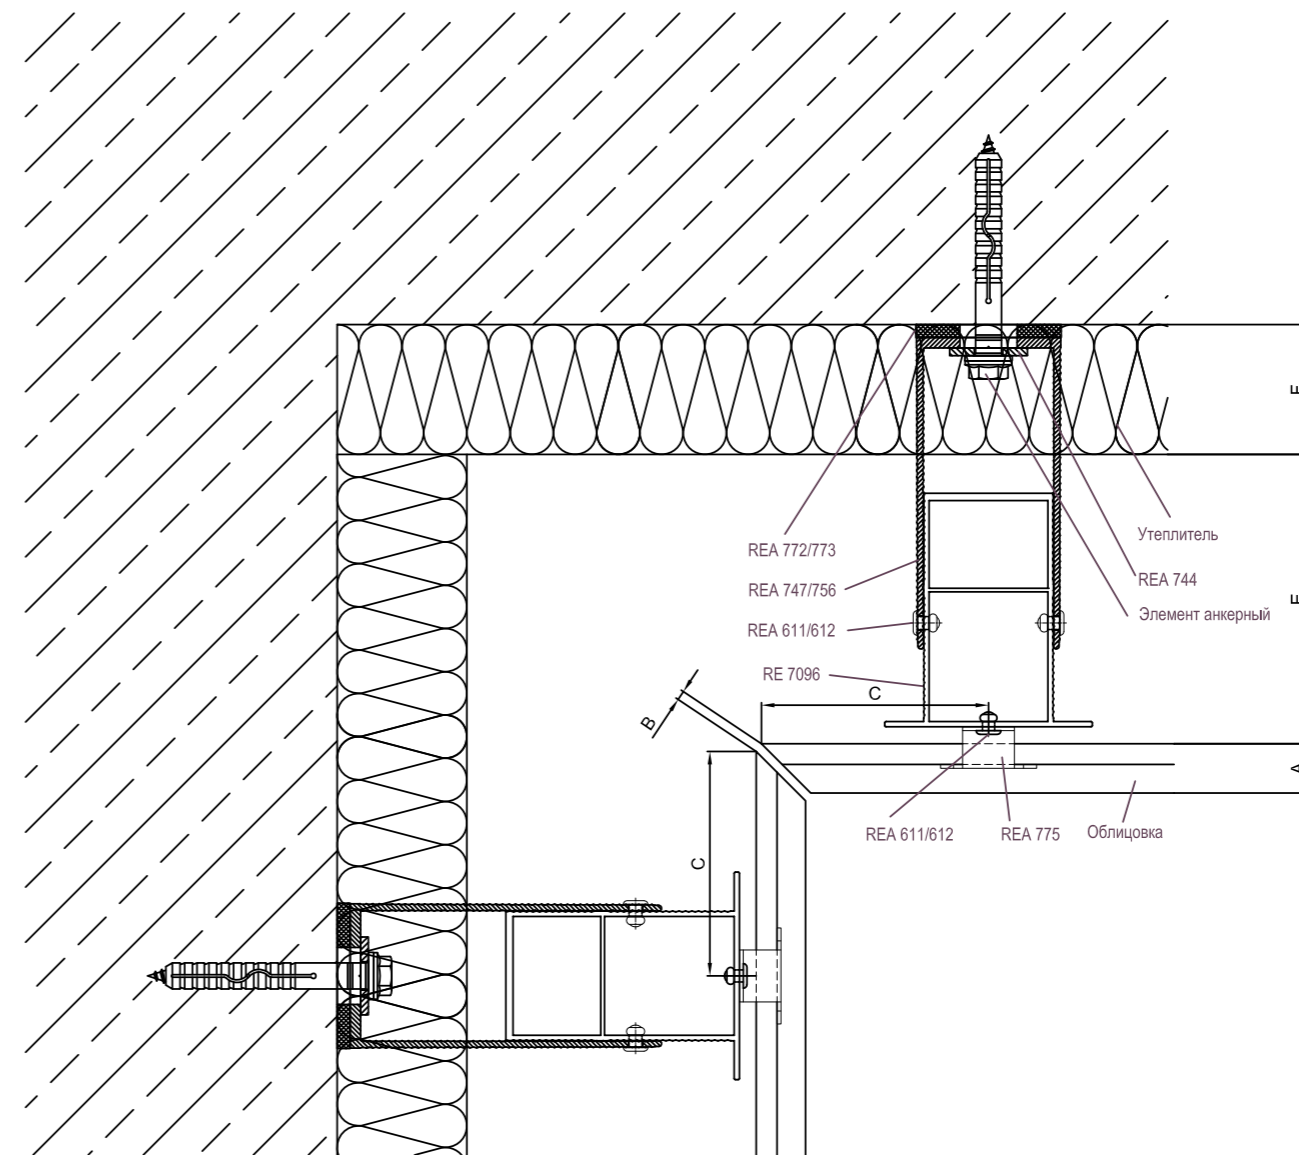 Утеплитель
REA 772/773
REA 744
REA 747/756
Элемент анкерный
REA 611/612
RE 7096
C
B
REA 611/612
REA 775
Облицовка
C